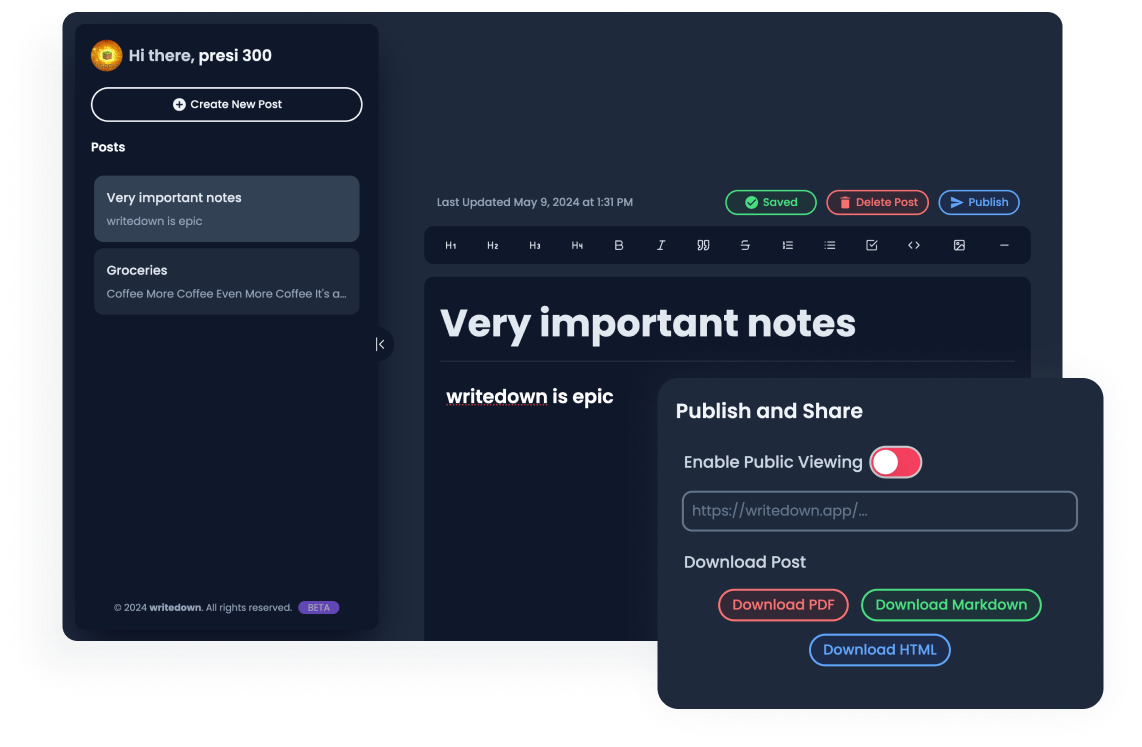 Hi there, presi 300
Create New Post
Posts
Very important notes
writedown is epic
Groceries
Coffee More Coffee Even More Coffee It's a...
© 2024 writedown. All rights reserved. BETA
Last Updated May 9, 2024 at 1:31 PM
Saved
Delete Post
Publish
H1 H2 H3 H4 B I S
Very important notes
writedown is epic
Publish and Share
Enable Public Viewing
https://writedown.app/...
Download Post
Download PDF
Download Markdown
Download HTML